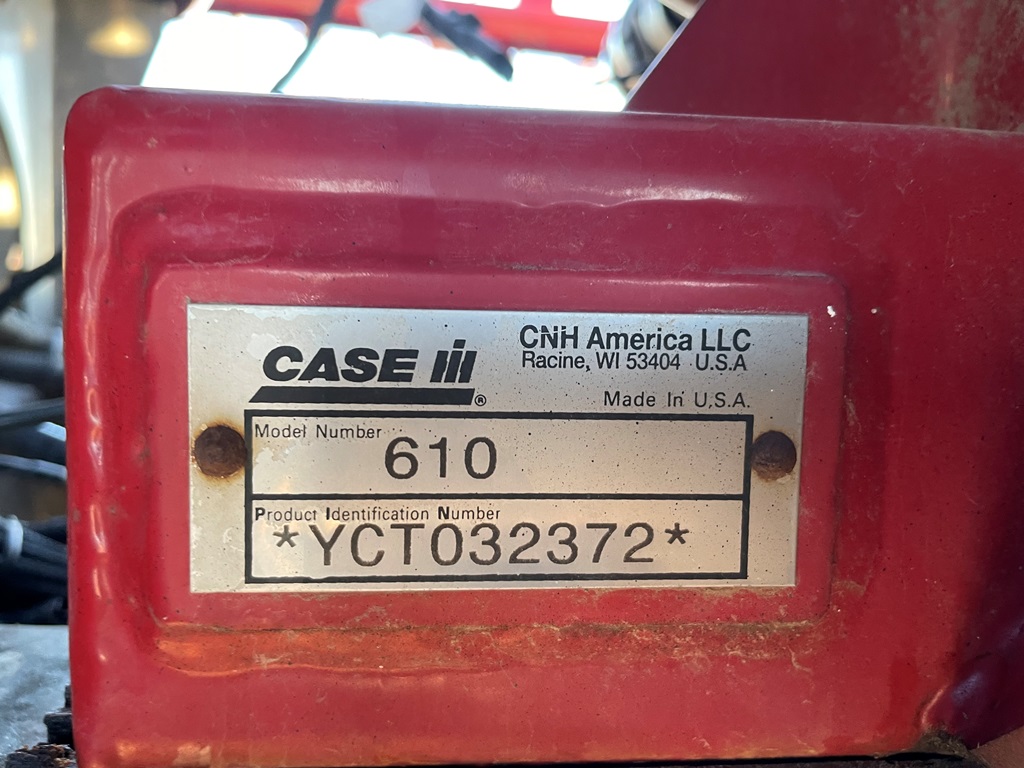 CASE IH®
CNH America LLC
Racine, WI 53404 U.S.A
Made In U.S.A.
Model Number
610
Product Identification Number
*YCT032372*